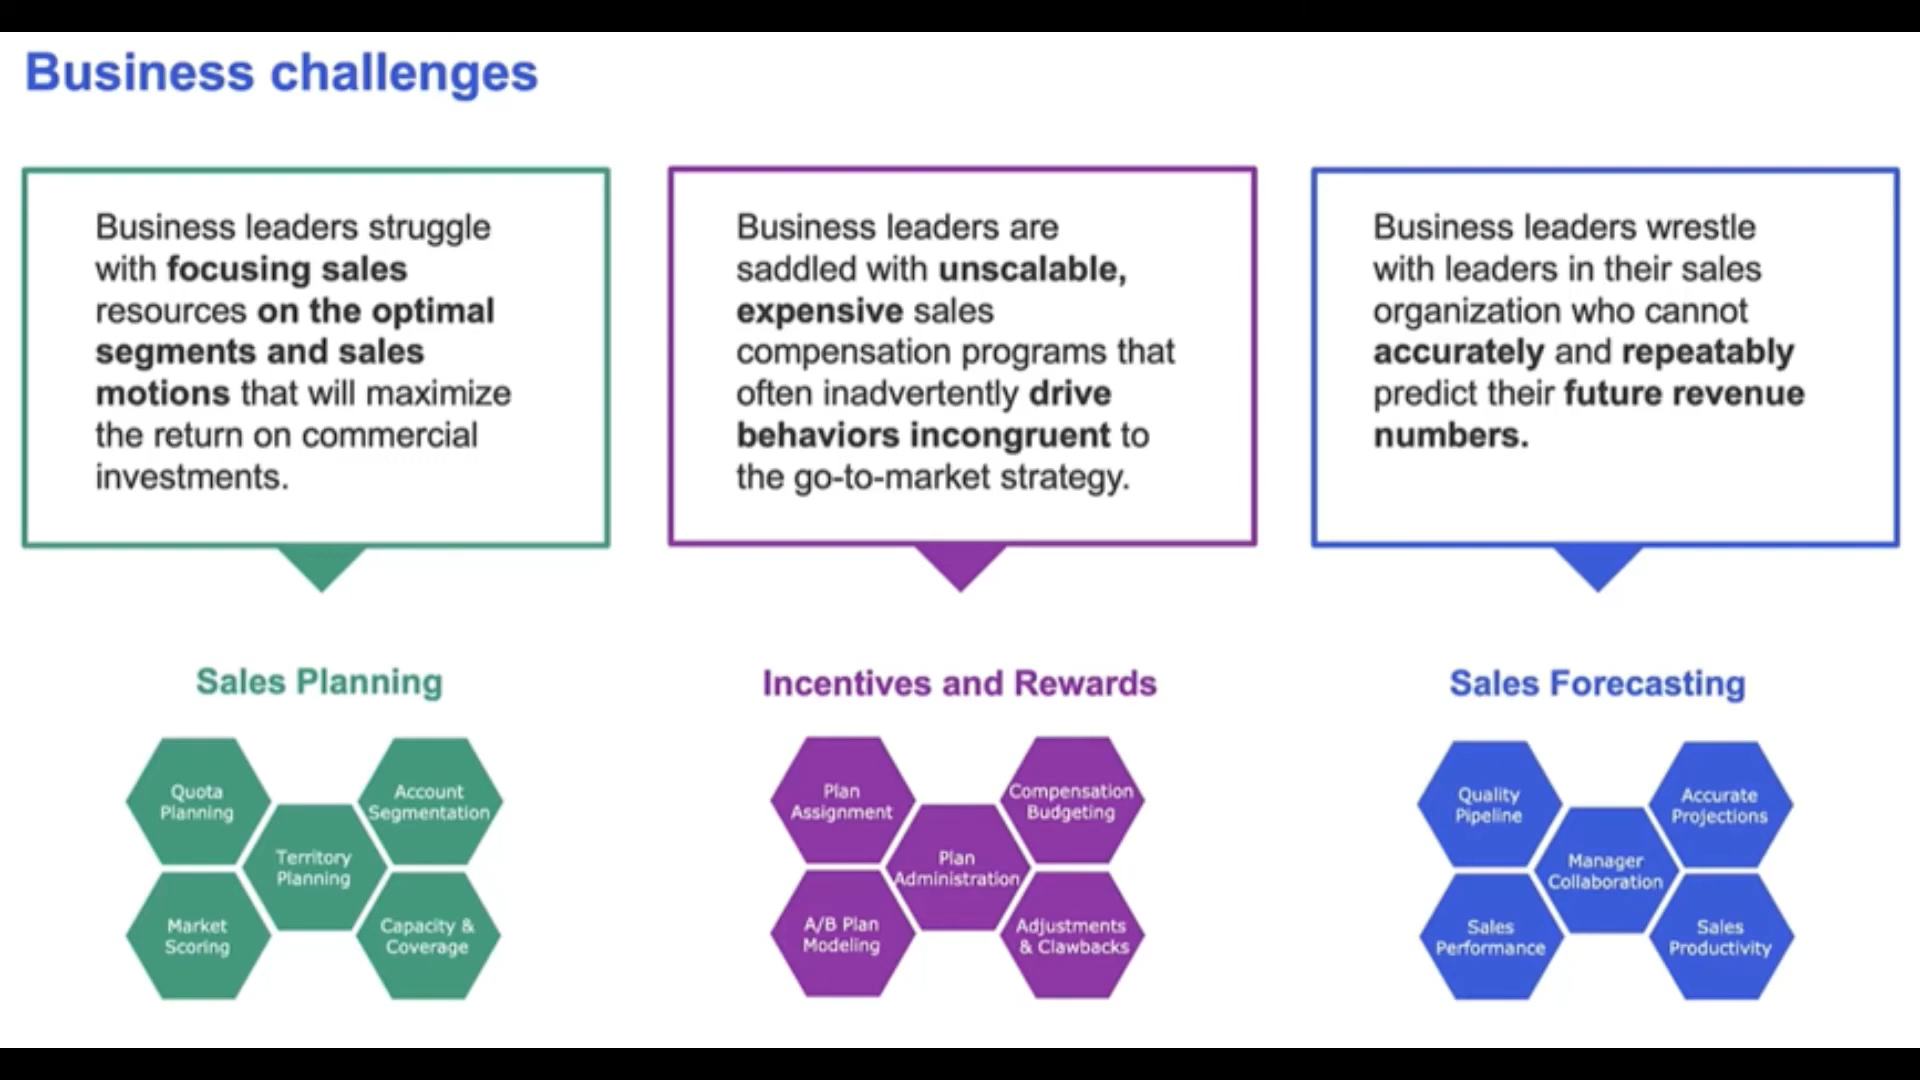 Business challenges
Business leaders struggle
with focusing sales
resources on the optimal
segments and sales
motions that will maximize
the return on commercial
investments.
Business leaders are
saddled with unscalable,
expensive sales
compensation programs that
often inadvertently drive
behaviors incongruent to
the go-to-market strategy.
Business leaders wrestle
with leaders in their sales
organization who cannot
accurately and repeatably
predict their future revenue
numbers.
Sales Planning
Quota
Planning
Account
Segmentation
Territory
Planning
Market
Scoring
Capacity &
Coverage
Incentives and Rewards
Plan
Assignment
Compensation
Budgeting
Plan
Administration
A/B Plan
Modeling
Adjustments
& Clawbacks
Sales Forecasting
Quality
Pipeline
Accurate
Projections
Manager
Collaboration
Sales
Performance
Sales
Productivity